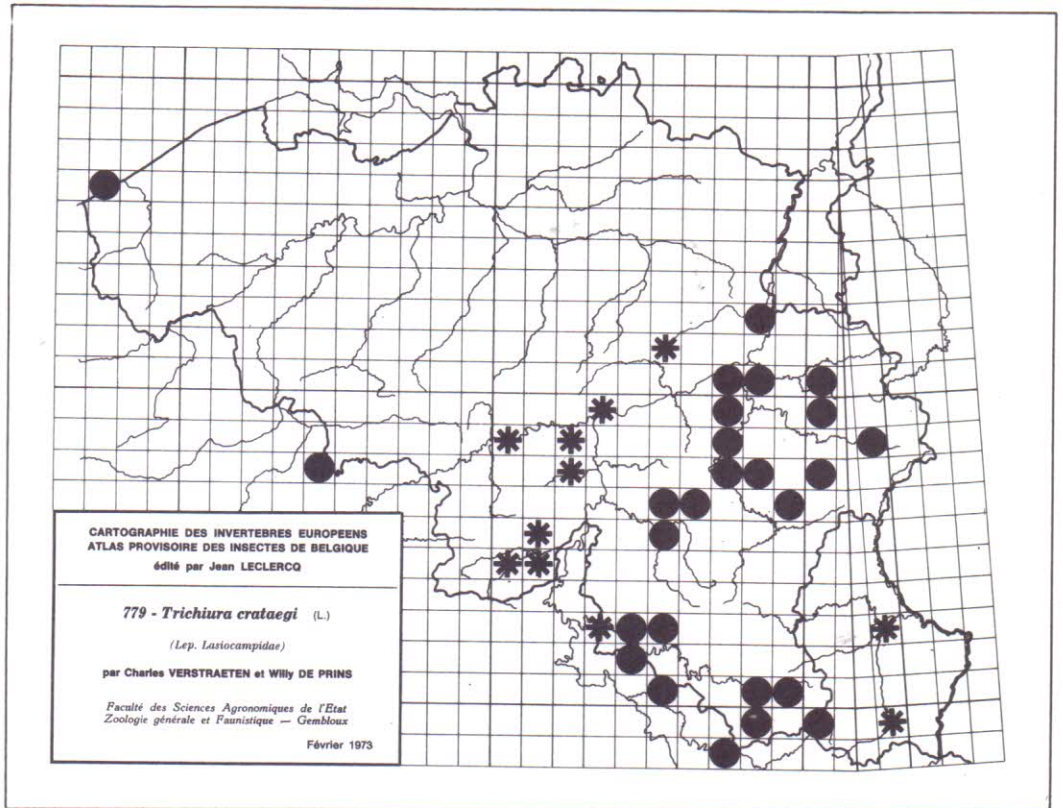 CARTOGRAPHIE DES INVERTEBRES EUROPEENS
ATLAS PROVISOIRE DES INSECTES DE BELGIQUE
édité par Jean LECLERCQ
779 - Trichiura crataegi (L.)
(Lep. Lasiocampidae)
par Charles VERSTRAETEN et Willy DE PRINS
Faculté des Sciences Agronomiques de l'Etat
Zoologie générale et Faunistique — Gembloux
Février 1973